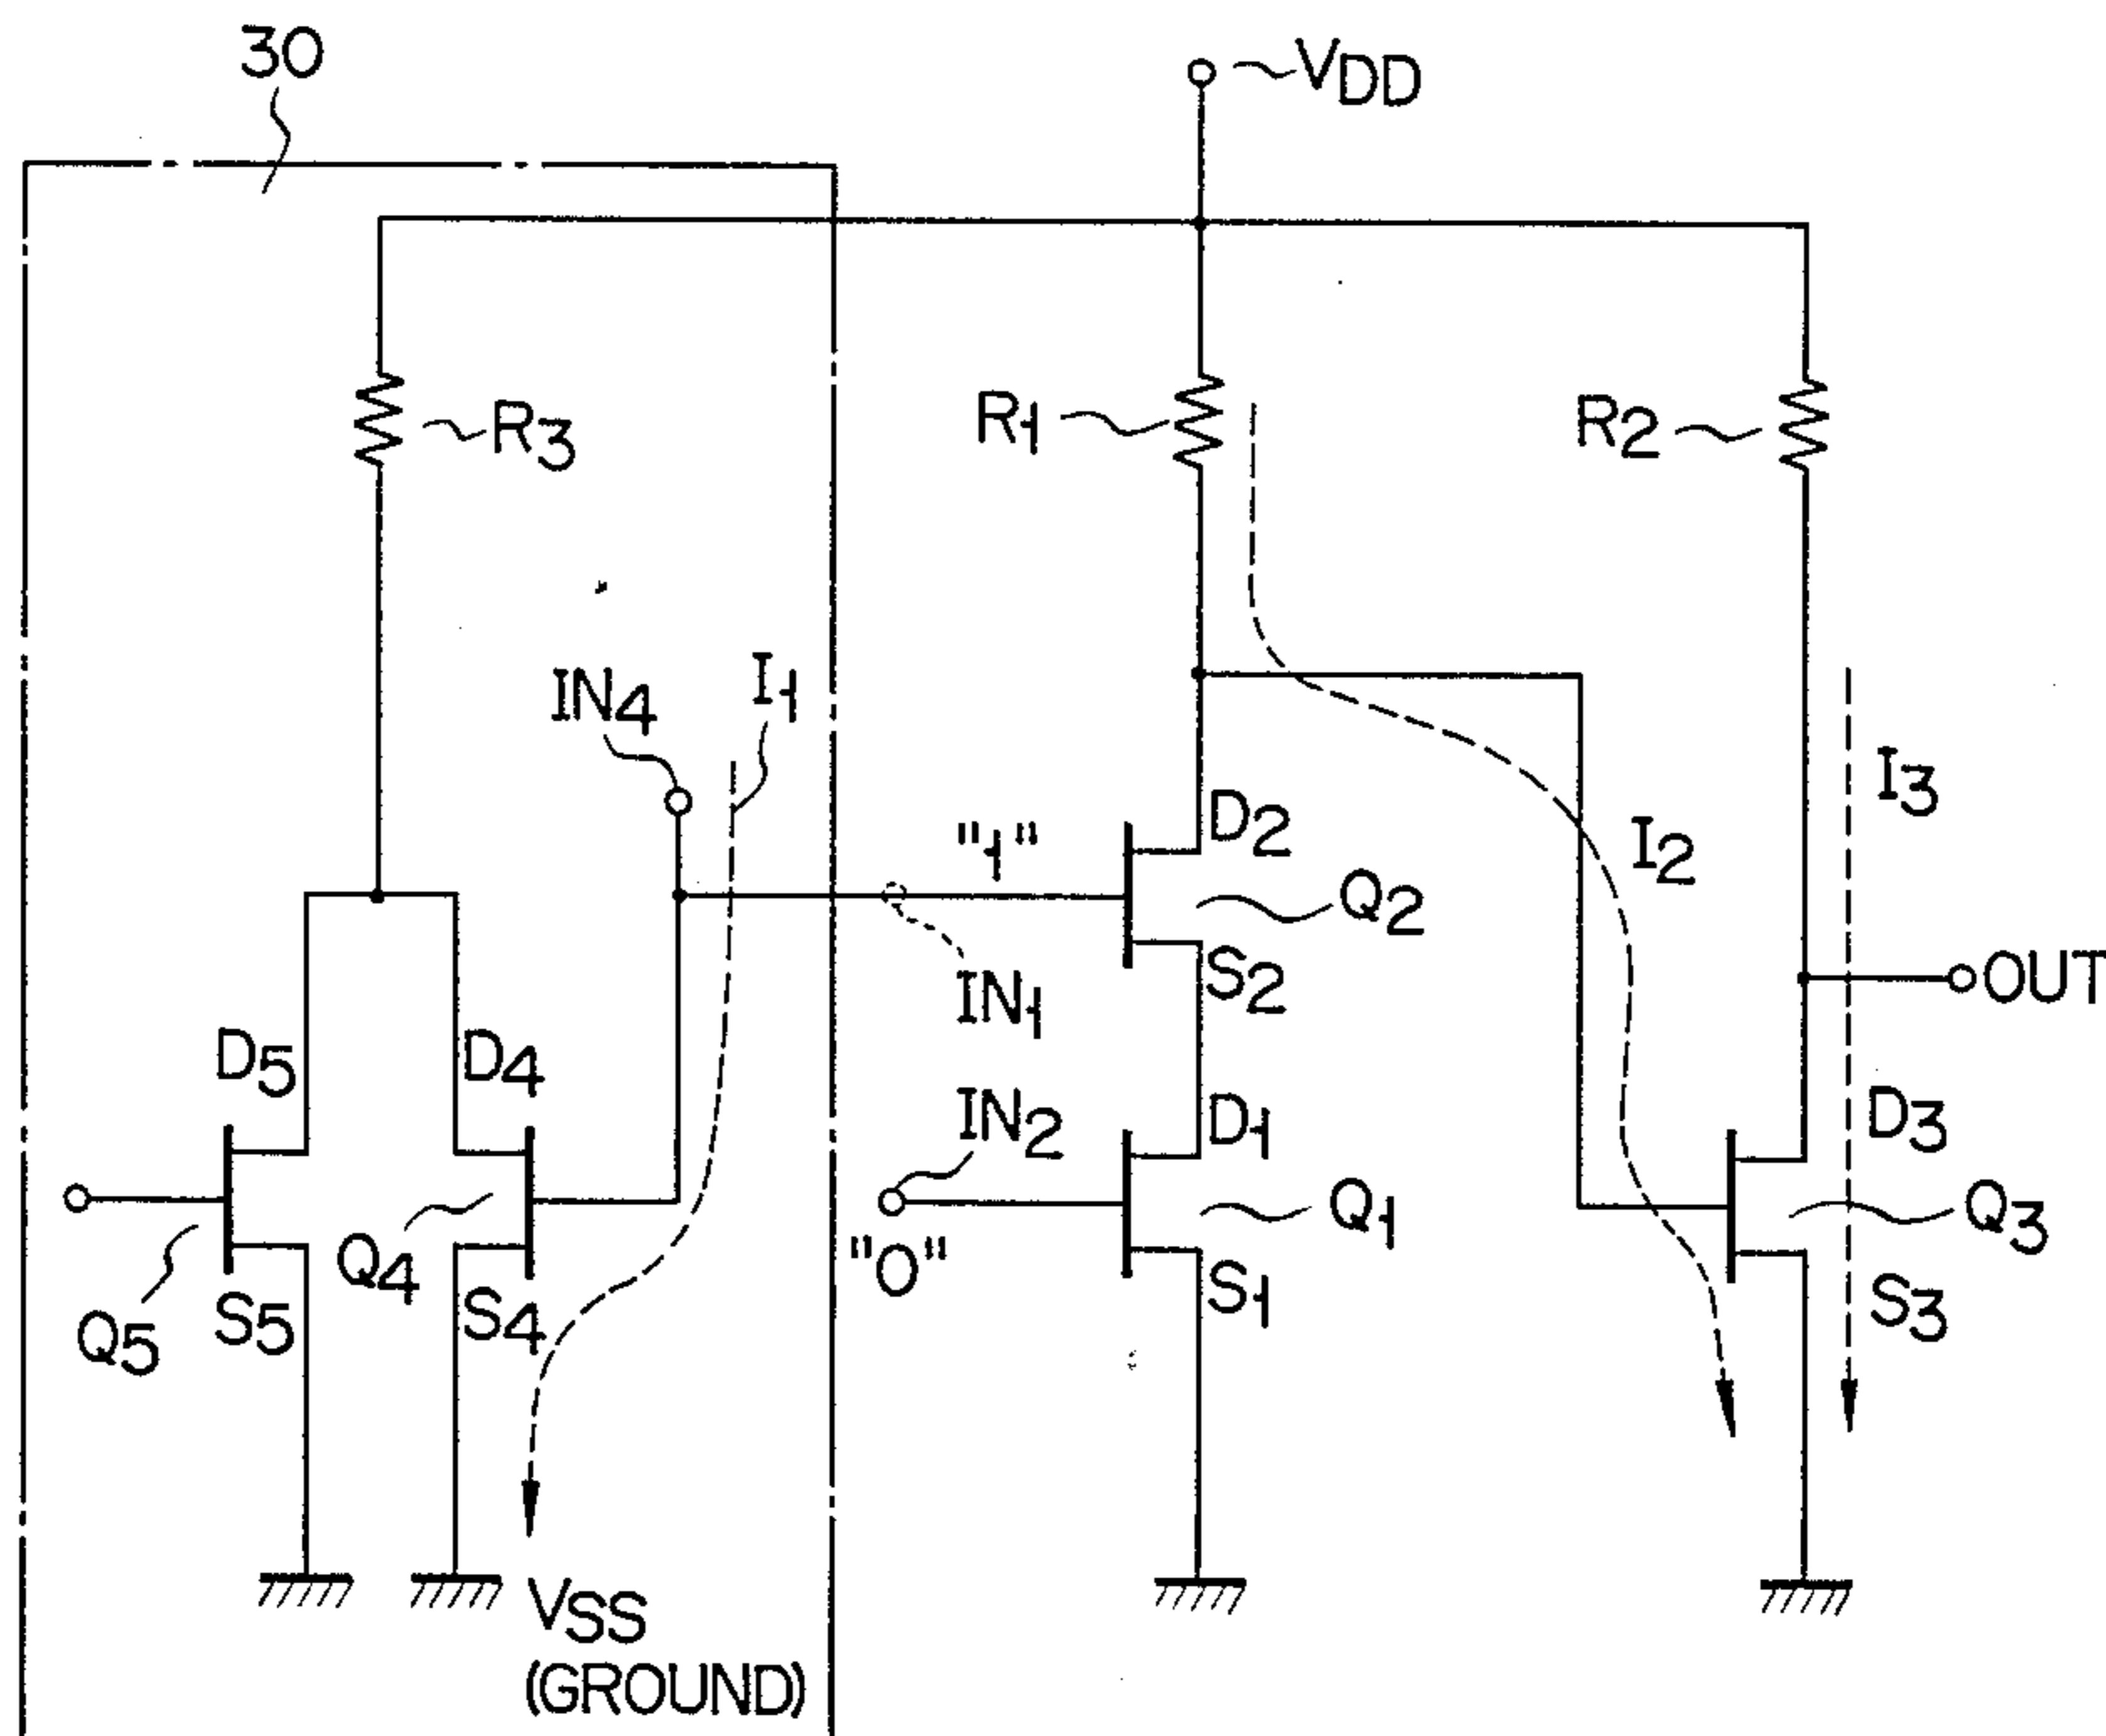 30
VDD
R3
R1
R2
IN4
I1
I3
"1"
D2
I2
Q2
IN1
S2
OUT
D5
D4
IN2
D1
D3
Q4
Q1
Q3
"0"
Q5
S5
S4
S1
S3
VSS
(GROUND)